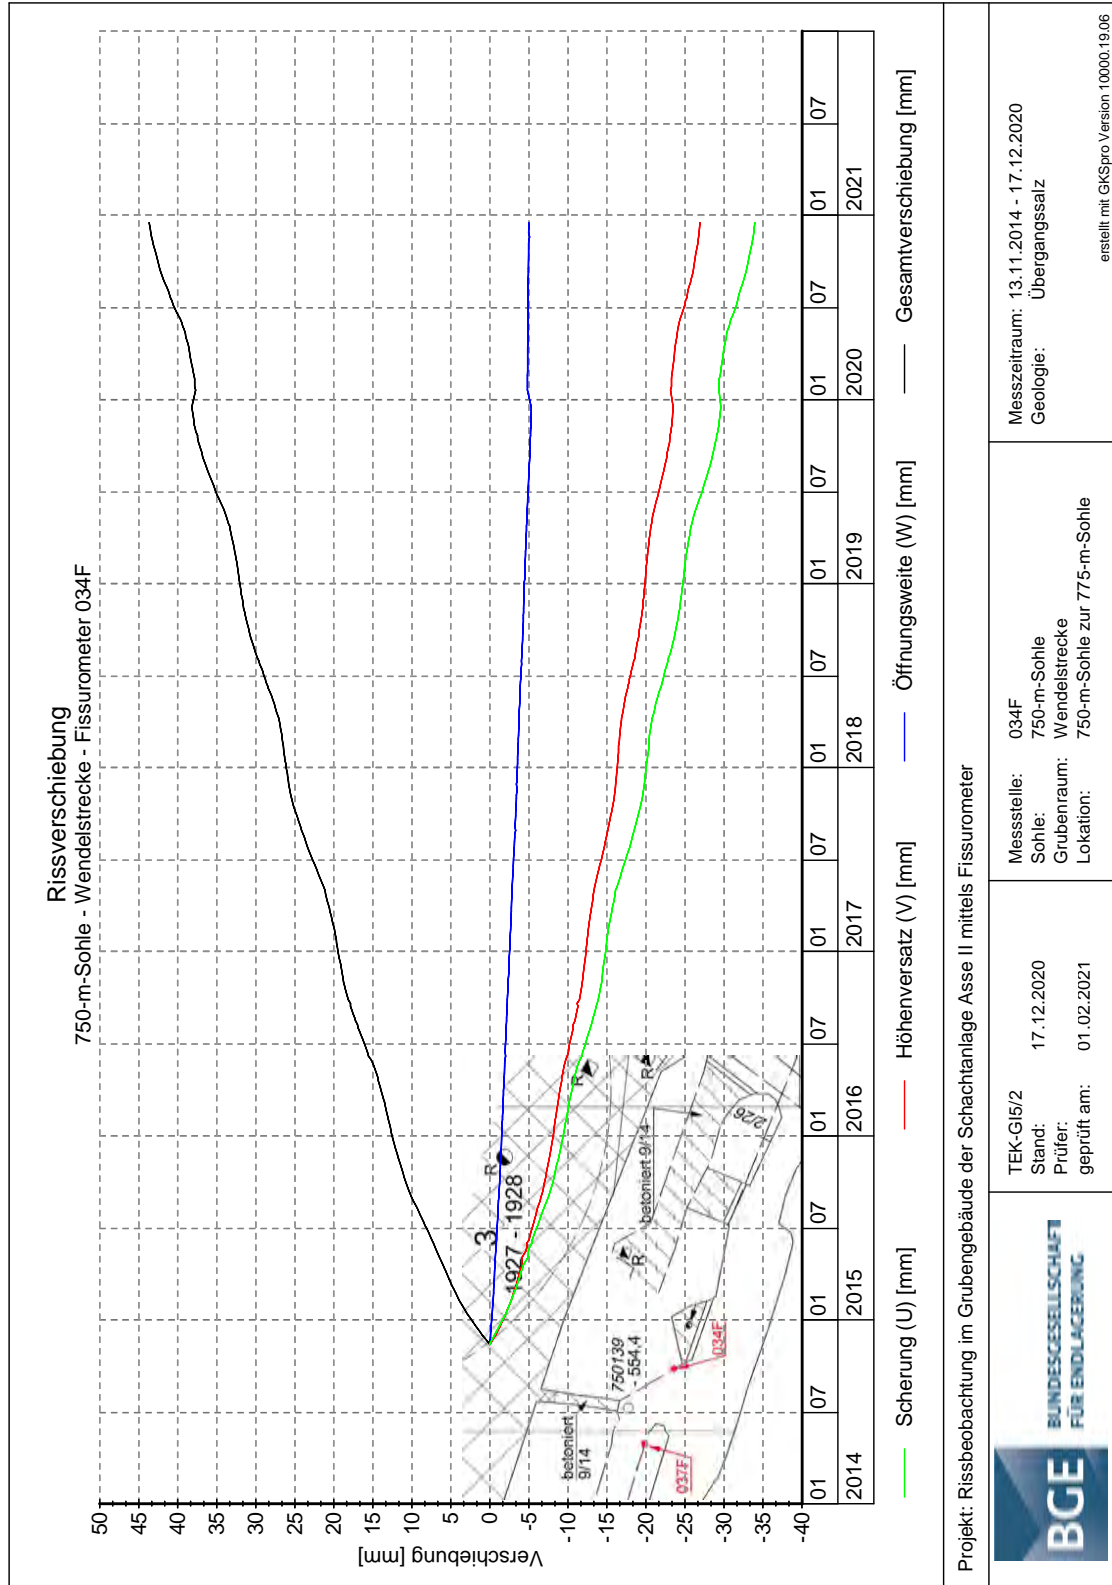 Rissverschiebung
750-m-Sohle - Wendelstrecke - Fissurometer 034F
Verschiebung [mm]
50
45
40
35
30
25
20
15
10
5
0
-5
-10
-15
-20
-25
-30
-35
-40
01 07 01 07 01 07 01 07 01 07 01 07 01 07 01 07
2014 2015 2016 2017 2018 2019 2020 2021
3
1927 - 1928
R
R
R
R
betoniert
9/14
betoniert 9/14
750139
- 554,4
2/26
037F
034F
Scherung (U) [mm] Höhenversatz (V) [mm] Öffnungsweite (W) [mm] Gesamtverschiebung [mm]
Projekt: Rissbeobachtung im Grubengebäude der Schachtanlage Asse II mittels Fissurometer
BGE
BUNDESGESELLSCHAFT
FÜR ENDLAGERUNG
TEK-GI5/2
Stand: 17.12.2020
Prüfer:
geprüft am: 01.02.2021
Messstelle: 034F
Sohle: 750-m-Sohle
Grubenraum: Wendelstrecke
Lokation: 750-m-Sohle zur 775-m-Sohle
Messzeitraum: 13.11.2014 - 17.12.2020
Geologie: Übergangssalz
erstellt mit GKSpro Version 10000.19.06